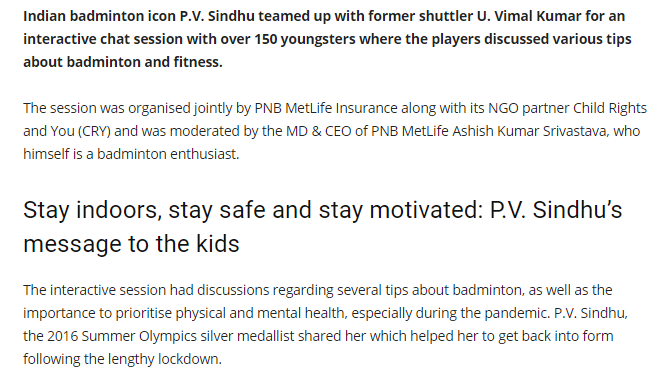 Indian badminton icon P.V. Sindhu teamed up with former shuttler U. Vimal Kumar for an
interactive chat session with over 150 youngsters where the players discussed various tips
about badminton and fitness.
The session was organised jointly by PNB MetLife Insurance along with its NGO partner Child Rights
and You (CRY) and was moderated by the MD & CEO of PNB MetLife Ashish Kumar Srivastava, who
himself is a badminton enthusiast.
Stay indoors, stay safe and stay motivated: P.V. Sindhu’s
message to the kids
The interactive session had discussions regarding several tips about badminton, as well as the
importance to prioritise physical and mental health, especially during the pandemic. P.V. Sindhu,
the 2016 Summer Olympics silver medallist shared her which helped her to get back into form
following the lengthy lockdown.